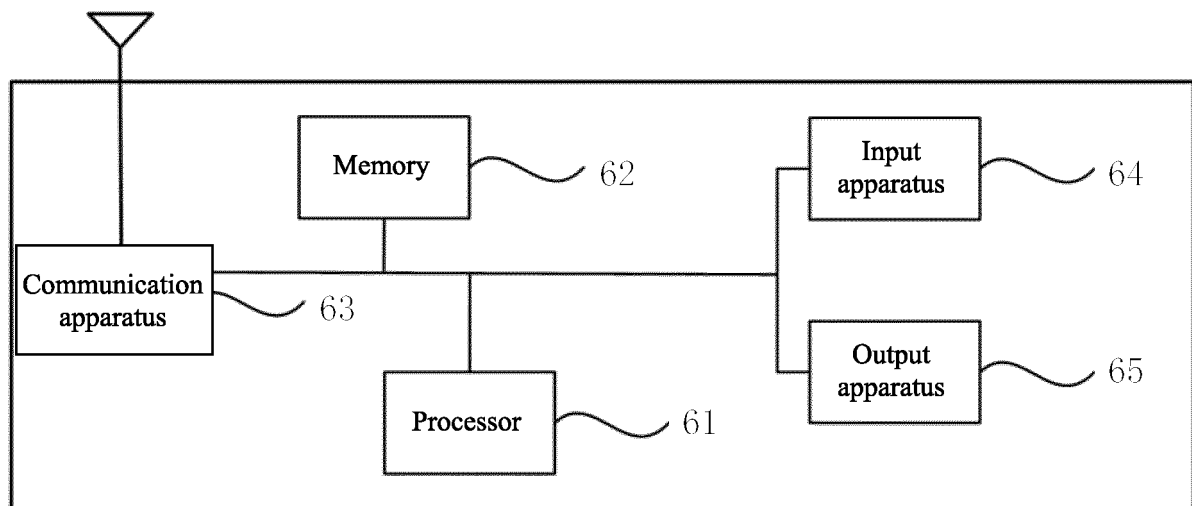 Memory
62
Input
apparatus
64
Communication
apparatus
63
Output
apparatus
65
Processor
61